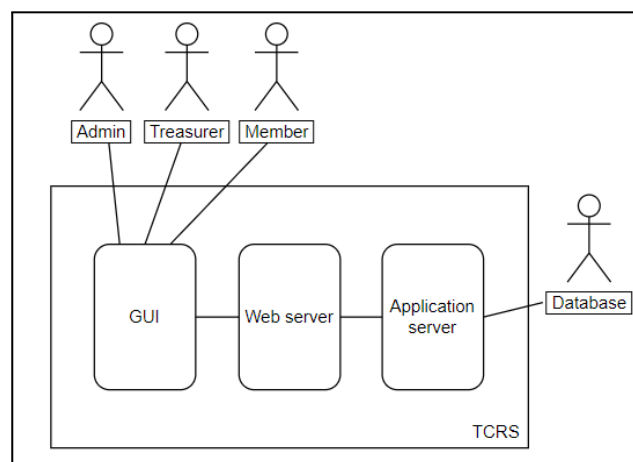 Admin
Treasurer
Member
GUI
Web server
Application
server
Database
TCRS